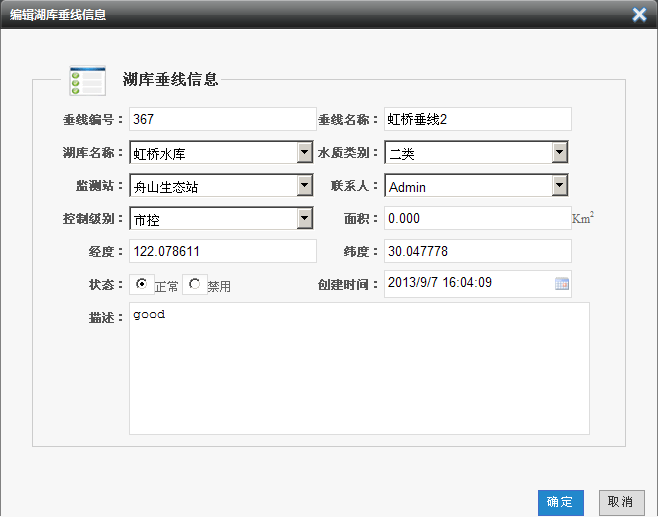 编辑湖库垂线信息
湖库垂线信息
垂线编号： 367 垂线名称： 虹桥垂线2
湖库名称： 虹桥水库 水质类别： 二类
监测站： 舟山生态站 联系人： Admin
控制级别： 市控 面积： 0.000 Km²
经度： 122.078611 纬度： 30.047778
状态： 正常 禁用 创建时间： 2013/9/7 16:04:09
描述： good
确定 取消